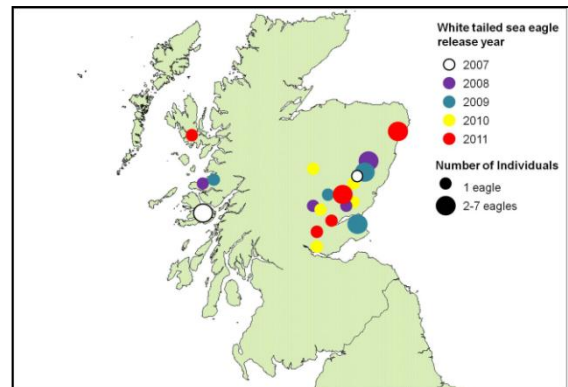 White tailed sea eagle
release year
2007
2008
2009
2010
2011
Number of Individuals
1 eagle
2-7 eagles